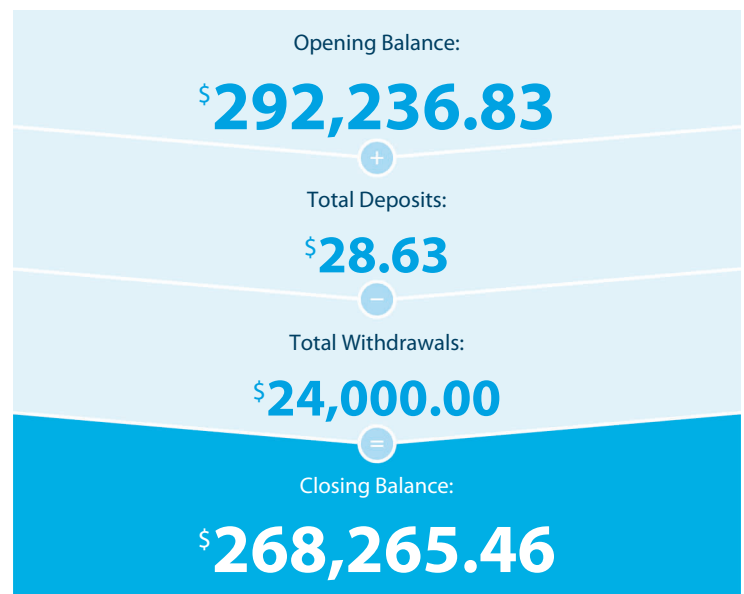 Opening Balance:
$292,236.83
+
Total Deposits:
$28.63
−
Total Withdrawals:
$24,000.00
=
Closing Balance:
$268,265.46